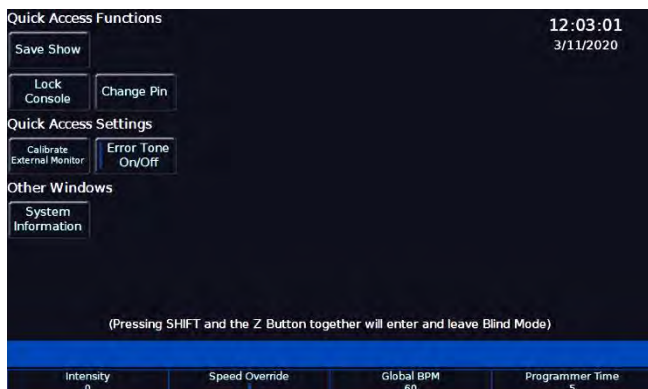 Quick Access Functions
12:03:01
3/11/2020
Save Show
Lock
Console
Change Pin
Quick Access Settings
Calibrate
External Monitor
Error Tone
On/Off
Other Windows
System
Information
(Pressing SHIFT and the Z Button together will enter and leave Blind Mode)
Intensity
0
Speed Override
Global BPM
60
Programmer Time
5